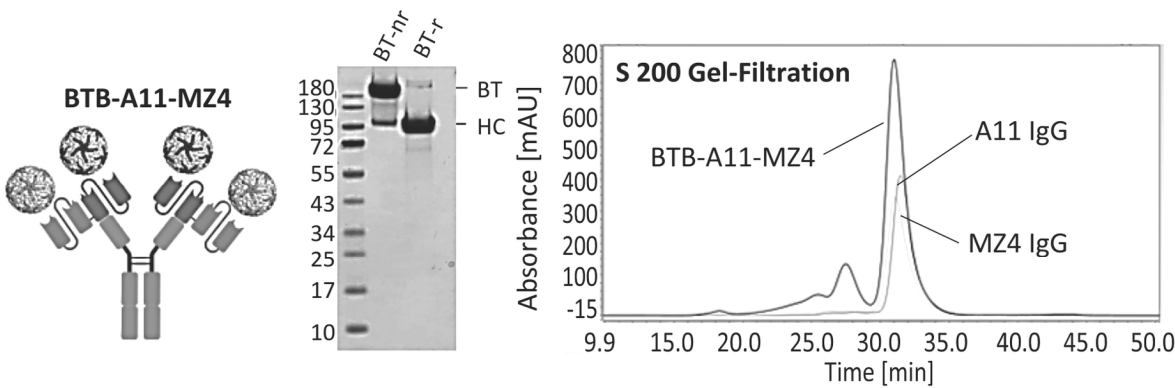 BTB-A11-MZ4
BT-nr
BT-r
180
130
95
72
55
43
34
25
17
10
BT
HC
S 200 Gel-Filtration
Absorbance [mAU]
800
700
600
500
400
300
200
100
-15
BTB-A11-MZ4
A11 IgG
MZ4 IgG
9.9 15.0 20.0 25.0 30.0 35.0 40.0 45.0 50.0
Time [min]